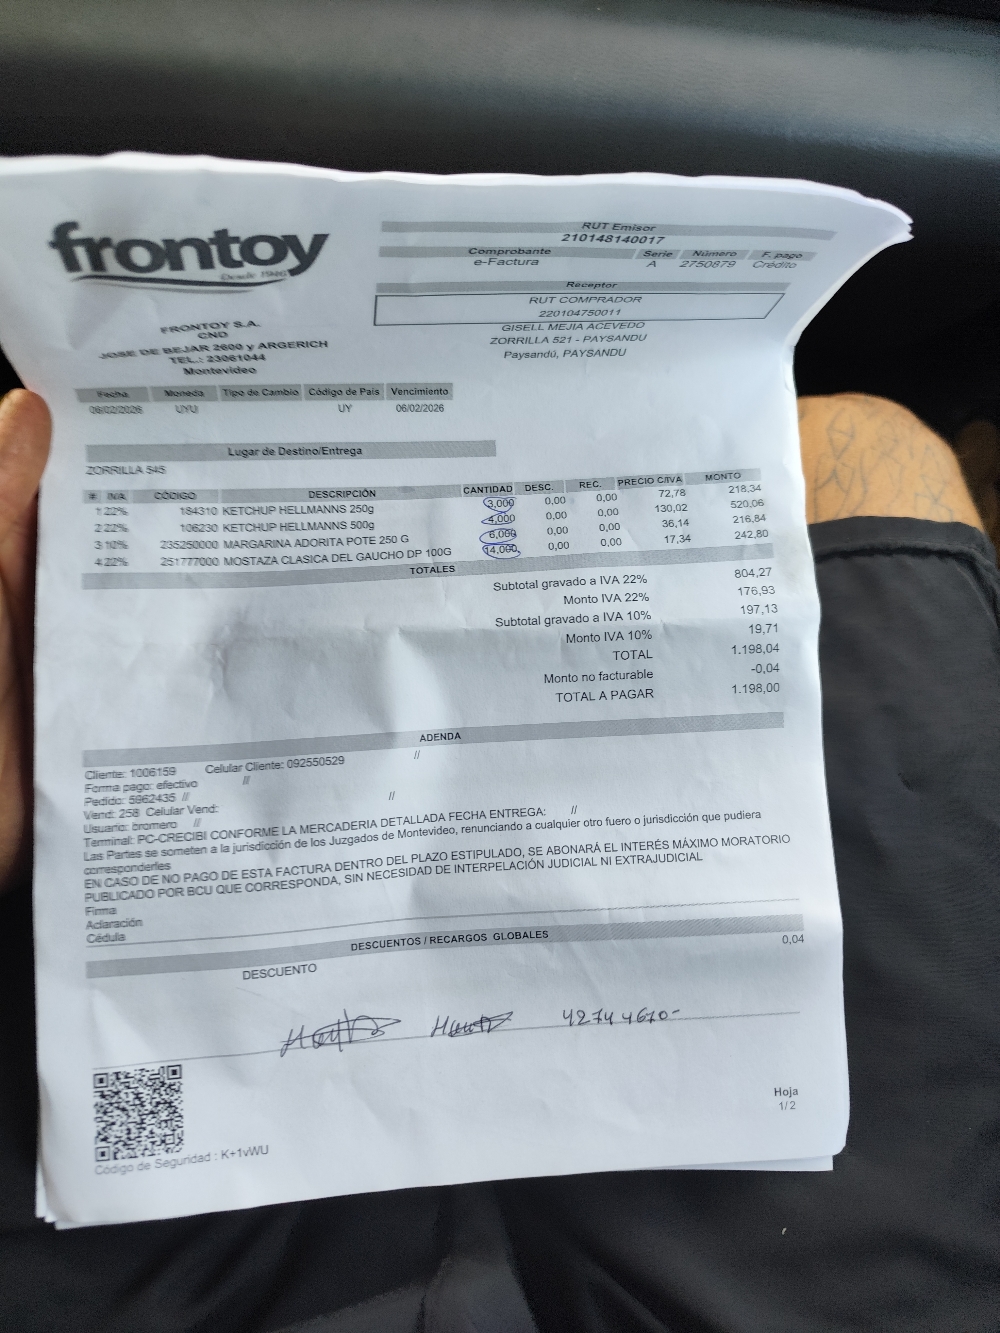 frontoy
Desde 1946
FRONTOY S.A.
CND
JOSE DE BEJAR 2600 y ARGERICH
TEL.: 23061044
Montevideo
RUT Emisor
210148140017
Comprobante Serie Número F. pago
e-Factura A 2750879 Crédito
Receptor
RUT COMPRADOR
220104750011
GISELL MEJIA ACEVEDO
ZORRILLA 521 - PAYSANDU
Paysandú, PAYSANDU
Fecha Moneda Tipo de Cambio Código de País Vencimiento
06/02/2026 UYU UY 06/02/2026
Lugar de Destino/Entrega
ZORRILLA 545
# IVA CÓDIGO DESCRIPCIÓN CANTIDAD DESC. REC. PRECIO C/IVA MONTO
1 22% 184310 KETCHUP HELLMANNS 250g 3,000 0,00 0,00 72,78 218,34
2 22% 106230 KETCHUP HELLMANNS 500g 4,000 0,00 0,00 130,02 520,06
3 10% 235250000 MARGARINA ADORITA POTE 250 G 6,000 0,00 0,00 36,14 216,84
4 22% 251777000 MOSTAZA CLASICA DEL GAUCHO DP 100G 14,000 0,00 0,00 17,34 242,80
TOTALES
Subtotal gravado a IVA 22% 804,27
Monto IVA 22% 176,93
Subtotal gravado a IVA 10% 197,13
Monto IVA 10% 19,71
TOTAL 1.198,04
Monto no facturable -0,04
TOTAL A PAGAR 1.198,00
ADENDA
Cliente: 1006159 Celular Cliente: 092550529 //
Forma pago: efectivo //
Pedido: 5962435 // //
Vend: 258 Celular Vend:
Usuario: bromero //
Terminal: PC-CRECIBI CONFORME LA MERCADERIA DETALLADA FECHA ENTREGA: //
Las Partes se someten a la jurisdicción de los Juzgados de Montevideo, renunciando a cualquier otro fuero o jurisdicción que pudiera
corresponderles
EN CASO DE NO PAGO DE ESTA FACTURA DENTRO DEL PLAZO ESTIPULADO, SE ABONARÁ EL INTERÉS MÁXIMO MORATORIO
PUBLICADO POR BCU QUE CORRESPONDA, SIN NECESIDAD DE INTERPELACIÓN JUDICIAL NI EXTRAJUDICIAL
Firma
Aclaración
Cédula
DESCUENTOS / RECARGOS GLOBALES
DESCUENTO 0,04
4274 4670-
Hoja
1/2
Código de Seguridad : K+1vWU